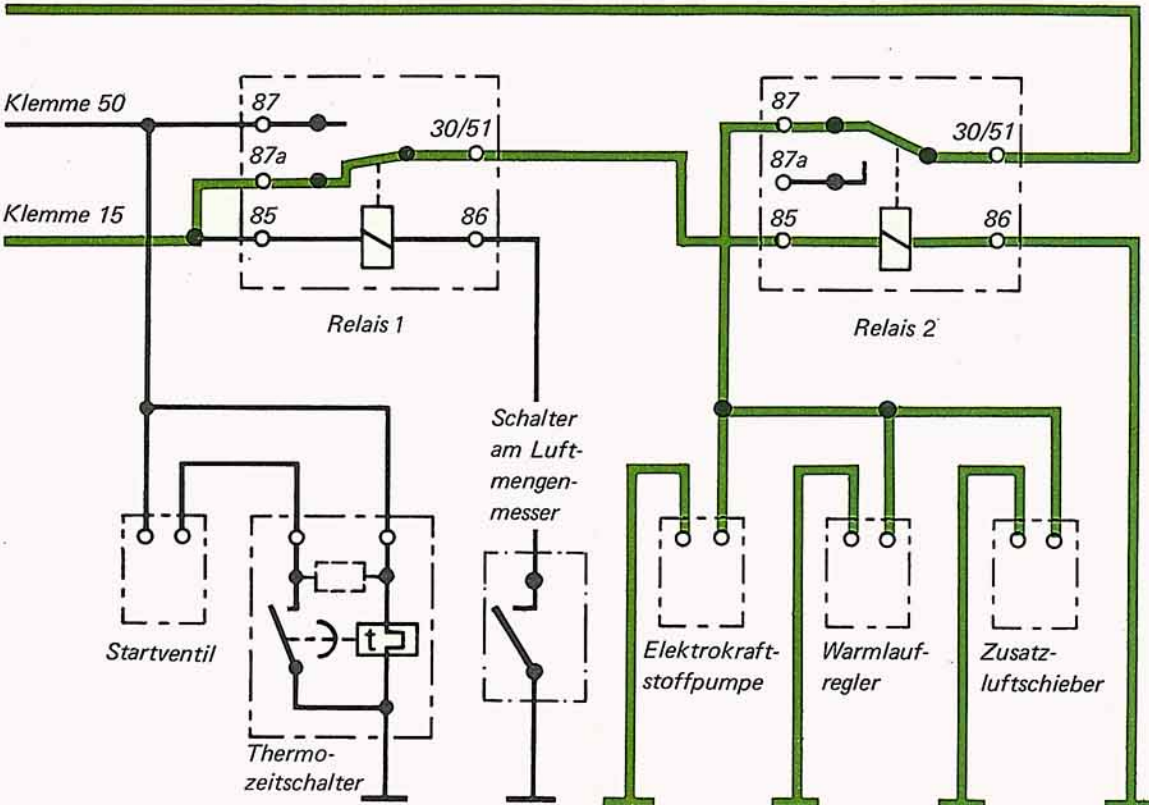 Klemme 50
87
30/51
87a
Klemme 15
85
86
Relais 1
87
30/51
87a
85
86
Relais 2
Schalter
am Luft-
mengen-
messer
Startventil
t
Thermo-
zeitschalter
Elektrokraft-
stoffpumpe
Warmlauf-
regler
Zusatz-
luftschieber